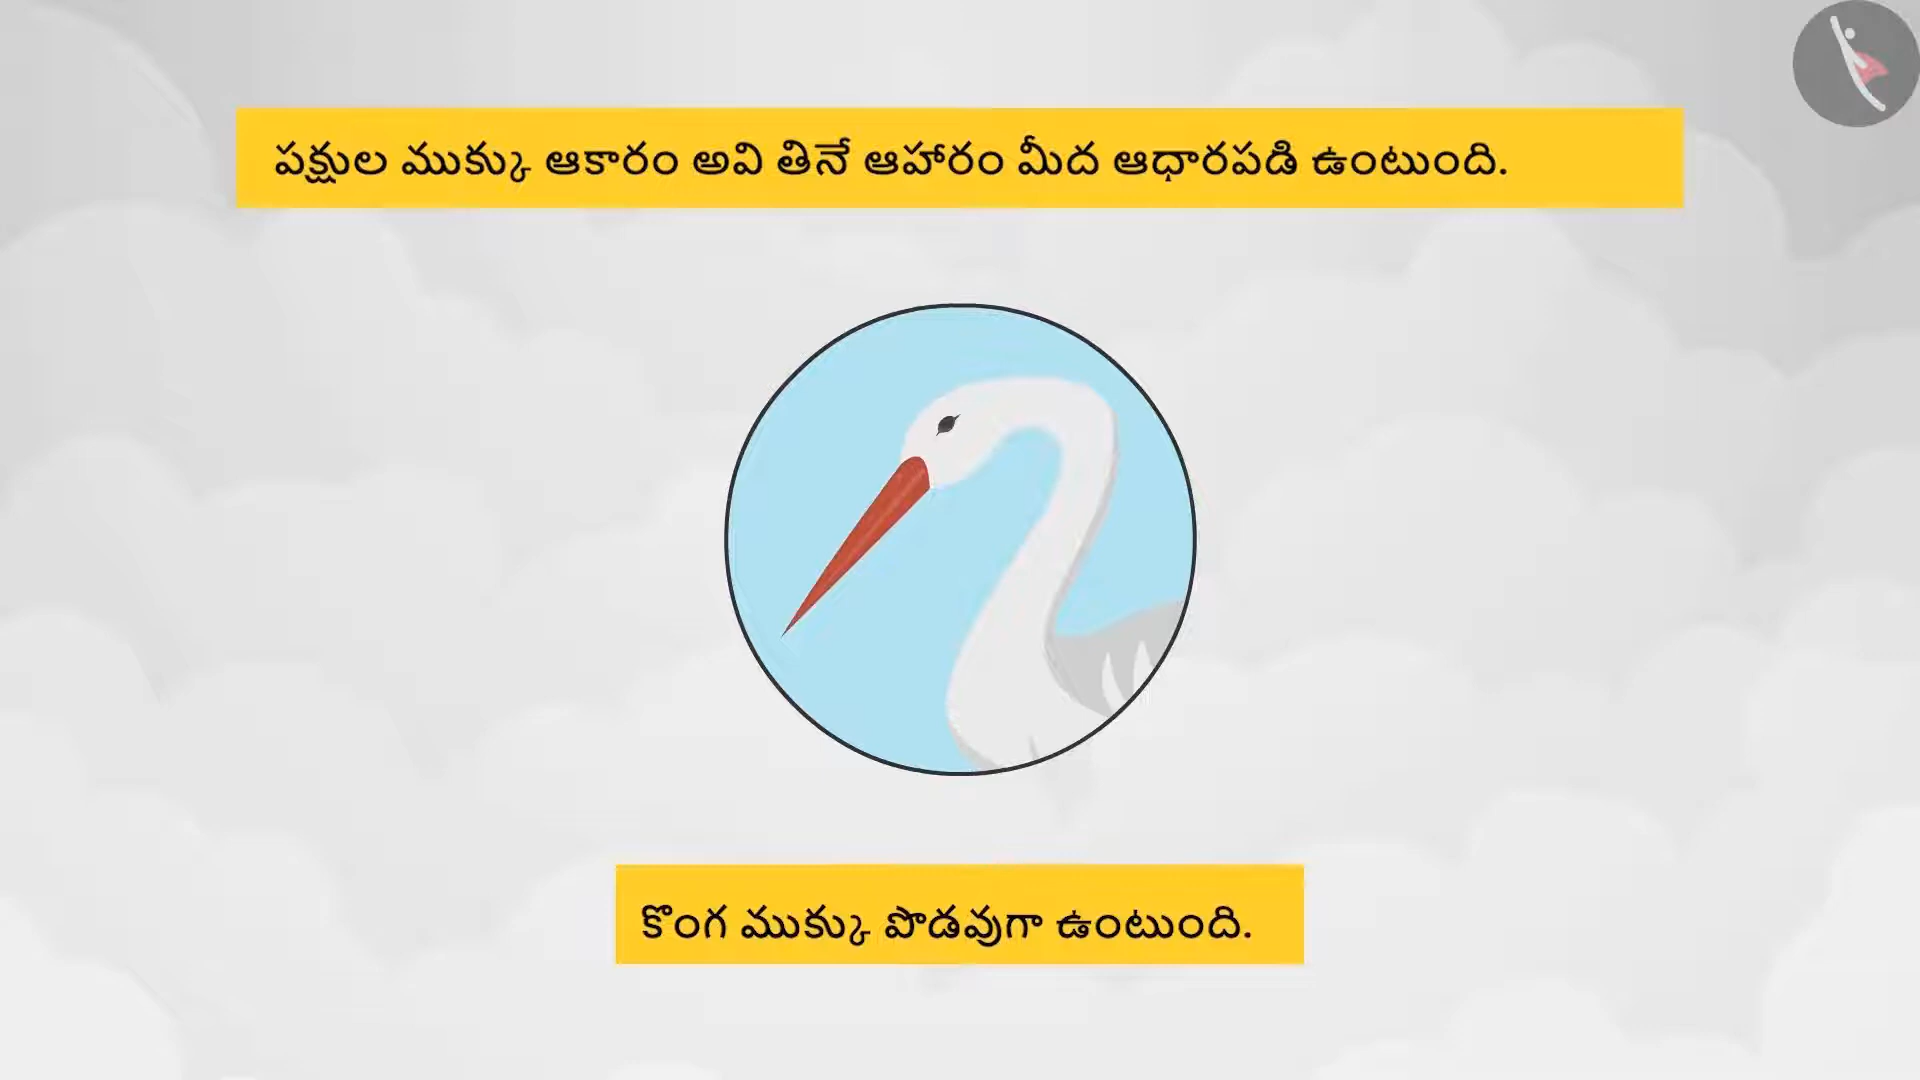 పక్షుల ముక్కు ఆకారం అవి తినే ఆహారం మీద ఆధారపడి ఉంటుంది.
కొంగ ముక్కు పొడవుగా ఉంటుంది.